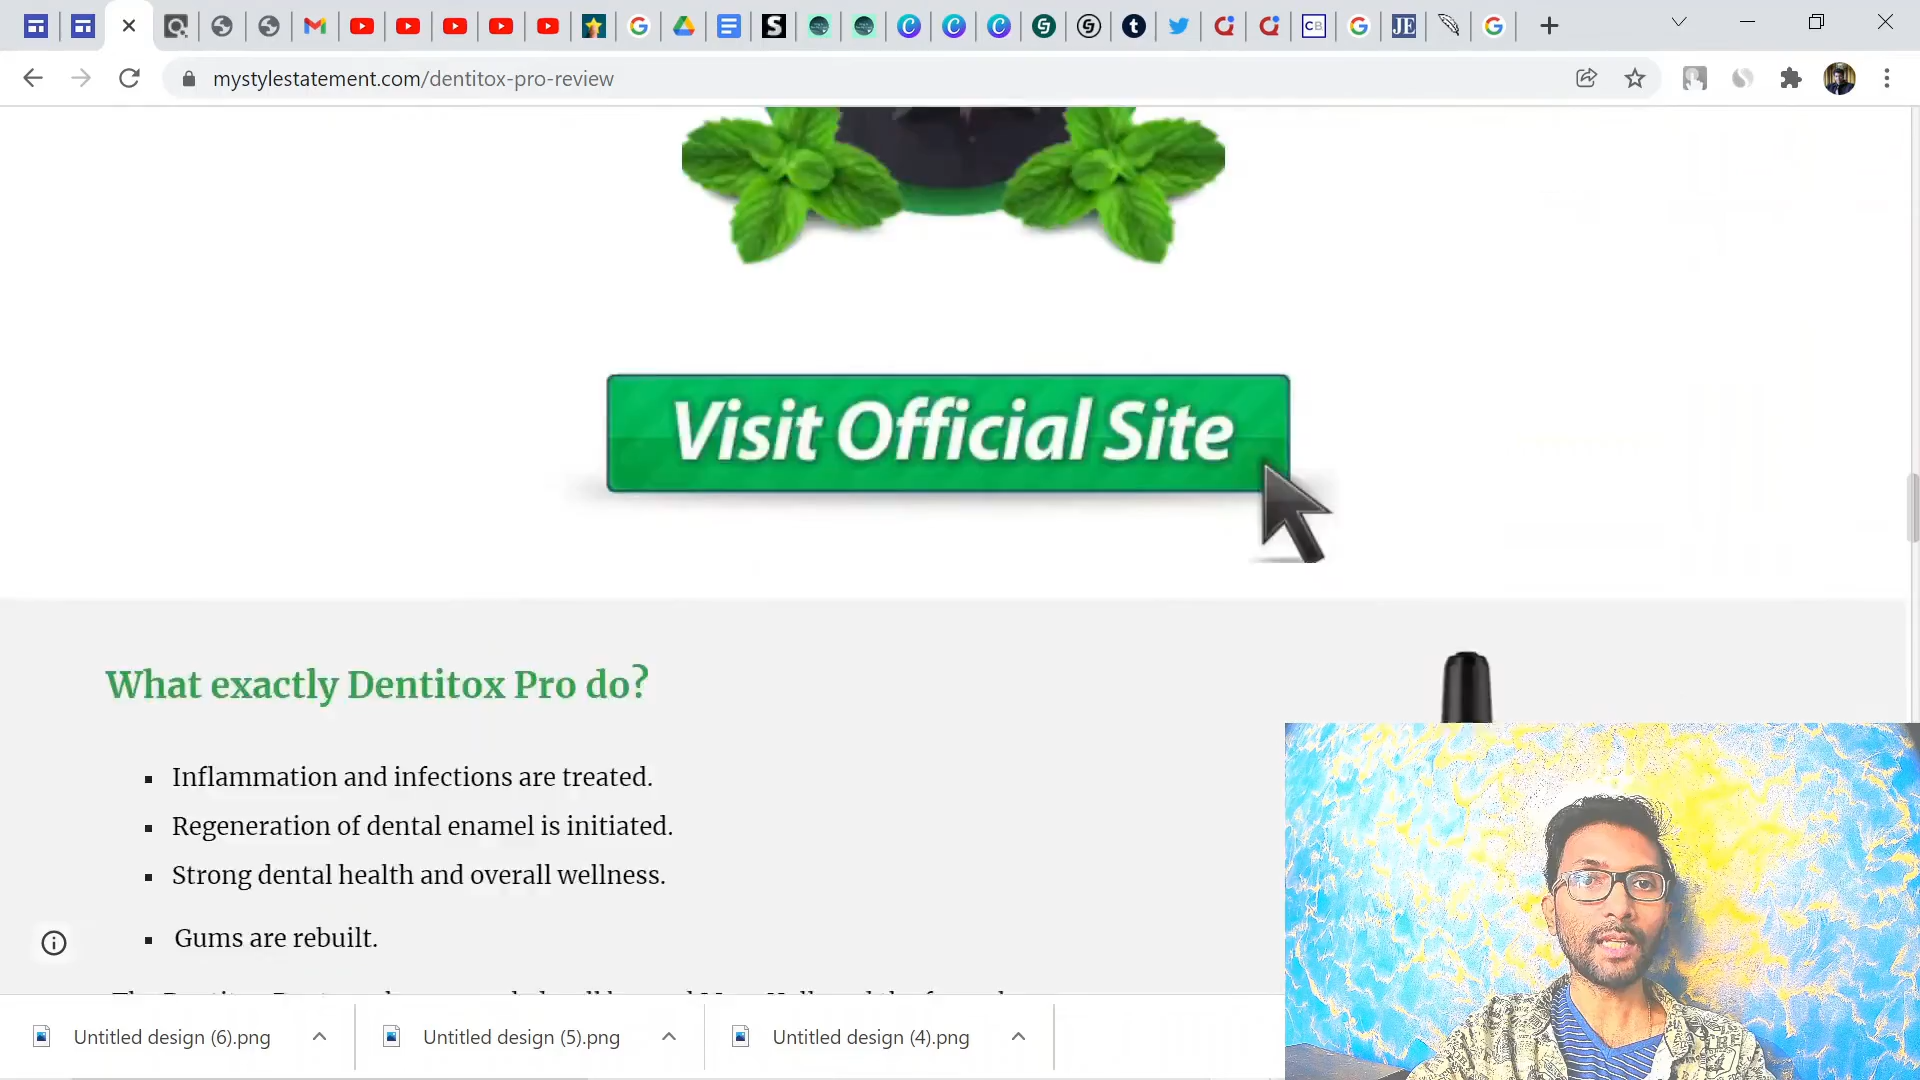 mystylestatement.com/dentitox-pro-review
Visit Official Site
What exactly Dentitox Pro do?
▪ Inflammation and infections are treated.
▪ Regeneration of dental enamel is initiated.
▪ Strong dental health and overall wellness.
▪ Gums are rebuilt.
Untitled design (6).png
Untitled design (5).png
Untitled design (4).png